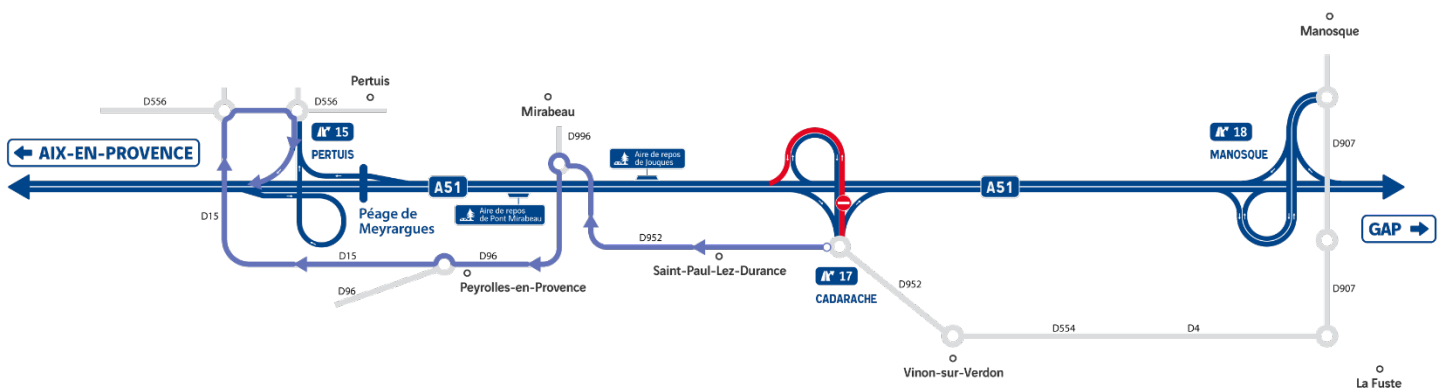 Manosque
Pertuis
D556
D556
Mirabeau
15
PERTUIS
D996
18
MANOSQUE
D907
Aire de repos
de Jouques
AIX-EN-PROVENCE
A51
A51
Péage de
Meyrargues
Aire de repos
de Pont Mirabeau
D15
GAP
D952
D15
D96
Saint-Paul-Lez-Durance
17
CADARACHE
Peyrolles-en-Provence
D96
D952
D907
D554
D4
Vinon-sur-Verdon
La Fuste